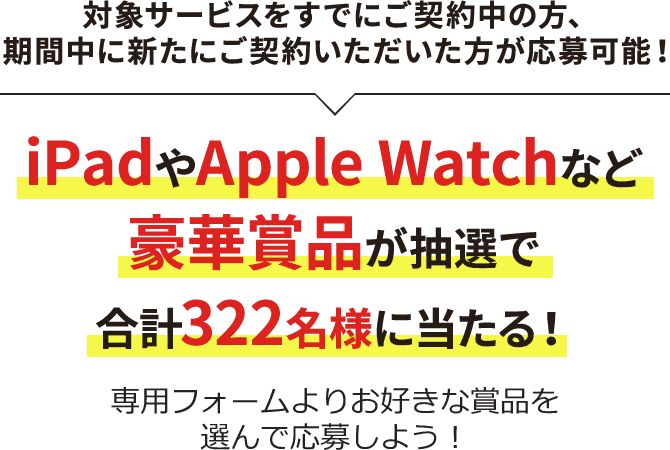 対象サービスをすでにご契約中の方、
期間中に新たにご契約いただいた方が応募可能！
iPadやApple Watchなど
豪華賞品が抽選で
合計322名様に当たる！
専用フォームよりお好きな賞品を
選んで応募しよう！